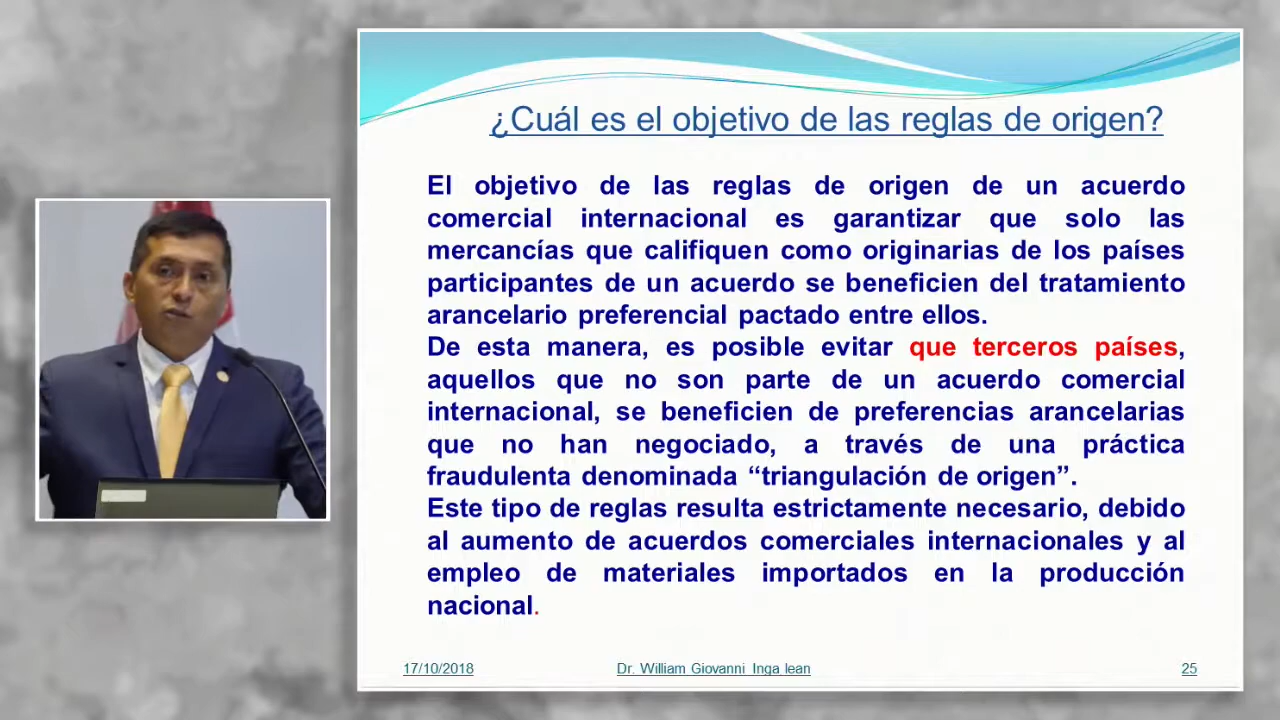 ¿Cuál es el objetivo de las reglas de origen?
El objetivo de las reglas de origen de un acuerdo
comercial internacional es garantizar que solo las
mercancías que califiquen como originarias de los países
participantes de un acuerdo se beneficien del tratamiento
arancelario preferencial pactado entre ellos.
De esta manera, es posible evitar que terceros países,
aquellos que no son parte de un acuerdo comercial
internacional, se beneficien de preferencias arancelarias
que no han negociado, a través de una práctica
fraudulenta denominada “triangulación de origen”.
Este tipo de reglas resulta estrictamente necesario, debido
al aumento de acuerdos comerciales internacionales y al
empleo de materiales importados en la producción
nacional.
17/10/2018 Dr. William Giovanni Inga lean 25